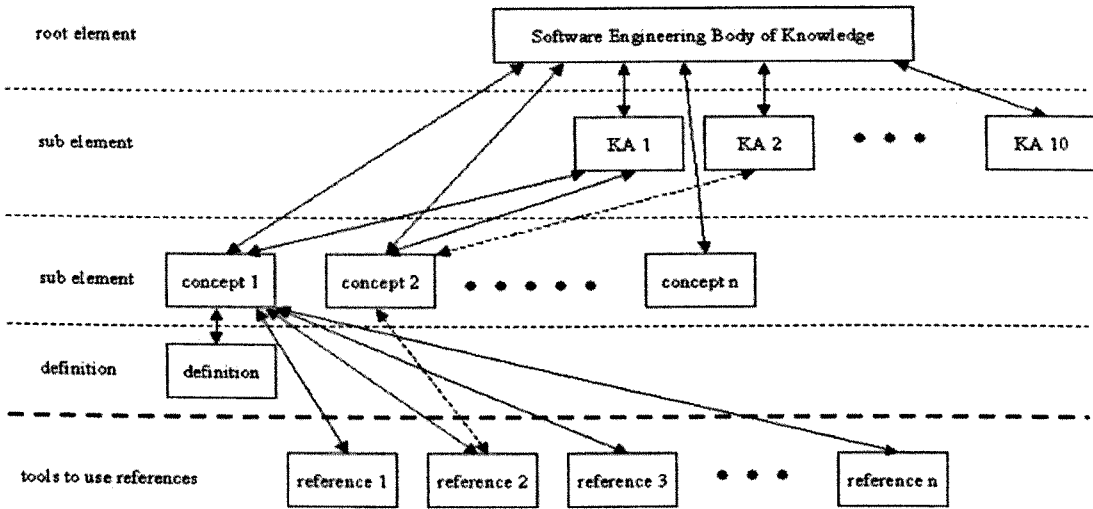 root element
Software Engineering Body of Knowledge
sub element
KA 1
KA 2
KA 10
sub element
concept 1
concept 2
concept n
definition
definition
tools to use references
reference 1
reference 2
reference 3
reference n